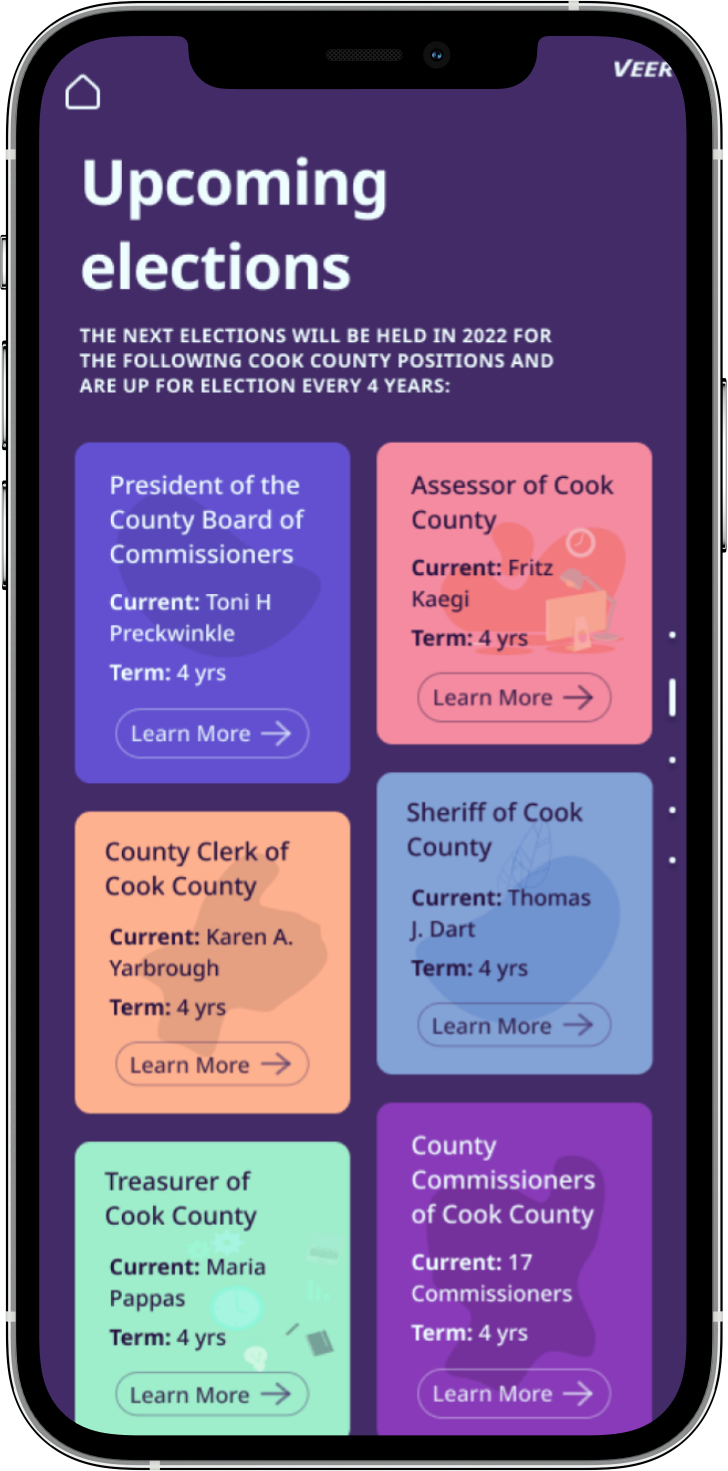 VEER
Upcoming
elections
THE NEXT ELECTIONS WILL BE HELD IN 2022 FOR
THE FOLLOWING COOK COUNTY POSITIONS AND
ARE UP FOR ELECTION EVERY 4 YEARS:
President of the
County Board of
Commissioners
Current: Toni H
Preckwinkle
Term: 4 yrs
Learn More
Assessor of Cook
County
Current: Fritz
Kaegi
Term: 4 yrs
Learn More
County Clerk of
Cook County
Current: Karen A.
Yarbrough
Term: 4 yrs
Learn More
Sheriff of Cook
County
Current: Thomas
J. Dart
Term: 4 yrs
Learn More
Treasurer of
Cook County
Current: Maria
Pappas
Term: 4 yrs
Learn More
County
Commissioners
of Cook County
Current: 17
Commissioners
Term: 4 yrs
Learn More